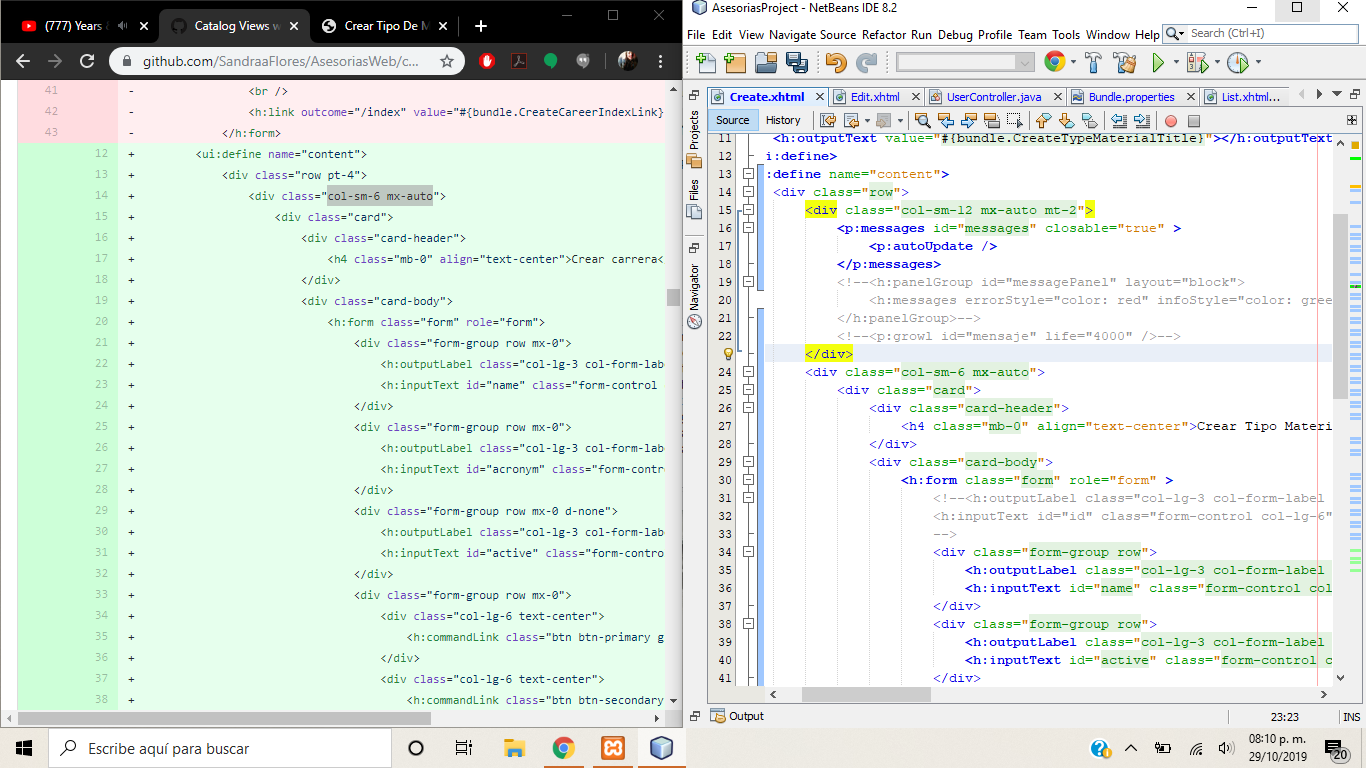 (777) Years &
Catalog Views w
Crear Tipo De M
github.com/SandraaFlores/AsesoriasWeb/c...
41 - <br />
42 - <h:link outcome="/index" value="#{bundle.CreateCareerIndexLink}
43 - </h:form>
12 + <ui:define name="content">
13 + <div class="row pt-4">
14 + <div class="col-sm-6 mx-auto">
15 + <div class="card">
16 + <div class="card-header">
17 + <h4 class="mb-0" align="text-center">Crear carrera<
18 + </div>
19 + <div class="card-body">
20 + <h:form class="form" role="form">
21 + <div class="form-group row mx-0">
22 + <h:outputLabel class="col-lg-3 col-form-lab
23 + <h:inputText id="name" class="form-control
24 + </div>
25 + <div class="form-group row mx-0">
26 + <h:outputLabel class="col-lg-3 col-form-lab
27 + <h:inputText id="acronym" class="form-contr
28 + </div>
29 + <div class="form-group row mx-0 d-none">
30 + <h:outputLabel class="col-lg-3 col-form-lab
31 + <h:inputText id="active" class="form-contro
32 + </div>
33 + <div class="form-group row mx-0">
34 + <div class="col-lg-6 text-center">
35 + <h:commandLink class="btn btn-primary g
36 + </div>
37 + <div class="col-lg-6 text-center">
38 + <h:commandLink class="btn btn-secondary
AsesoriasProject - NetBeans IDE 8.2
File Edit View Navigate Source Refactor Run Debug Profile Team Tools Window Help
Search (Ctrl+I)
Create.xhtml Edit.xhtml UserController.java Bundle.properties List.xhtml...
Source History
Projects
Files
Navigator
11 <h:outputText value="#{bundle.CreateTypeMaterialTitle}"></h:outputText
12 i:define>
13 :define name="content">
14 <div class="row">
15 <div class="col-sm-12 mx-auto mt-2">
16 <p:messages id="messages" closable="true" >
17 <p:autoUpdate />
18 </p:messages>
19 <!--<h:panelGroup id="messagePanel" layout="block">
20 <h:messages errorStyle="color: red" infoStyle="color: gree
21 </h:panelGroup>-->
22 <!--<p:growl id="mensaje" life="4000" />-->
</div>
24 <div class="col-sm-6 mx-auto">
25 <div class="card">
26 <div class="card-header">
27 <h4 class="mb-0" align="text-center">Crear Tipo Materi
28 </div>
29 <div class="card-body">
30 <h:form class="form" role="form" >
31 <!--<h:outputLabel class="col-lg-3 col-form-label
32 <h:inputText id="id" class="form-control col-lg-6"
33 -->
34 <div class="form-group row">
35 <h:outputLabel class="col-lg-3 col-form-label
36 <h:inputText id="name" class="form-control col
37 </div>
38 <div class="form-group row">
39 <h:outputLabel class="col-lg-3 col-form-label
40 <h:inputText id="active" class="form-control c
41 </div>
Output
23:23 INS
Escribe aquí para buscar
08:10 p. m.
29/10/2019
20